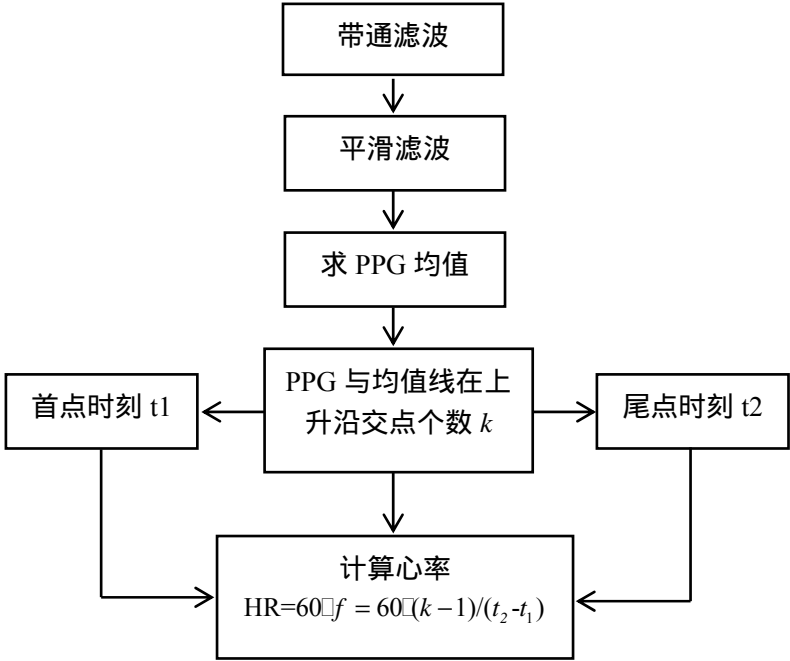 带通滤波
平滑滤波
求 PPG 均值
PPG 与均值线在上
升沿交点个数 k
首点时刻 t1
尾点时刻 t2
计算心率
HR=60□f = 60□(k − 1)/(t₂-t₁)